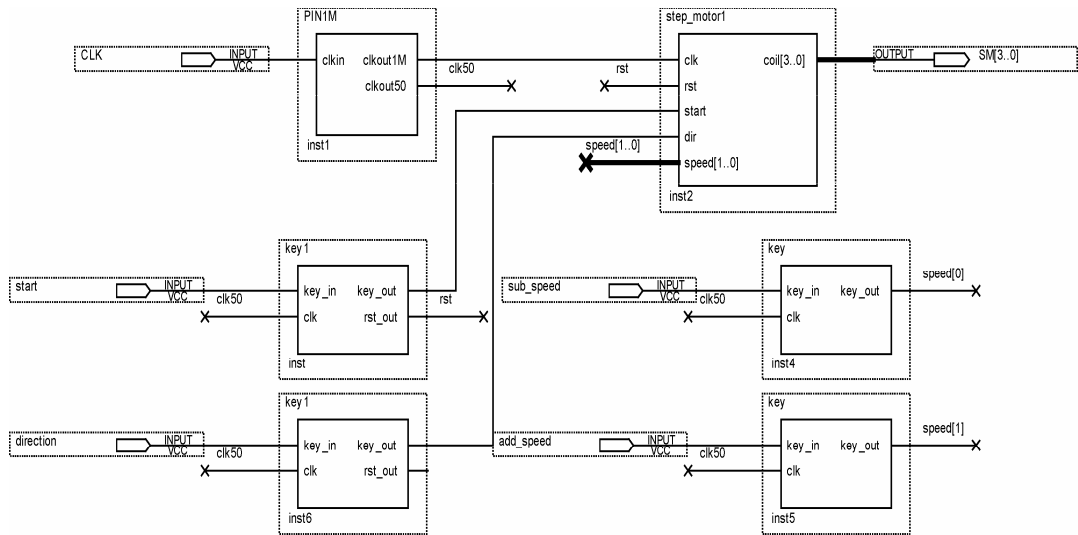 PIN1M
step_motor1
CLK
INPUT
VCC
clkin
clkout1M
clkout50
clk50
inst1
rst
clk
rst
start
dir
speed[1..0]
speed[1..0]
coil[3..0]
inst2
OUTPUT
SM[3..0]
key1
start
INPUT
VCC
clk50
key_in
key_out
clk
rst_out
rst
inst
key
sub_speed
INPUT
VCC
clk50
key_in
key_out
clk
speed[0]
inst4
key1
direction
INPUT
VCC
clk50
key_in
key_out
clk
rst_out
inst6
key
add_speed
INPUT
VCC
clk50
key_in
key_out
clk
speed[1]
inst5